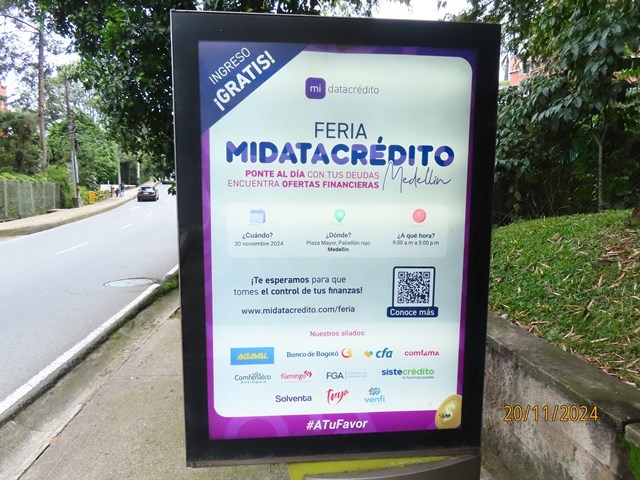 INGRESO
¡GRATIS!
mi datacrédito
FERIA
MIDATACRÉDITO
PONTE AL DÍA CON TUS DEUDAS
ENCUENTRA OFERTAS FINANCIERAS
Medellín
¿Cuándo?
30 noviembre 2024
¿Dónde?
Plaza Mayor, Pabellón rojo
Medellín
¿A qué hora?
9:00 a.m a 5:00 p.m
¡Te esperamos para que
tomes el control de tus finanzas!
www.midatacredito.com/feria
Conoce más
Nuestros aliados:
Banco de Bogotá
cfa
comfama
Comfenalco
Antioquia
flamingo
FGA
sistecrédito
Solventa
tuya
venfi
#ATuFavor
20/11/2024